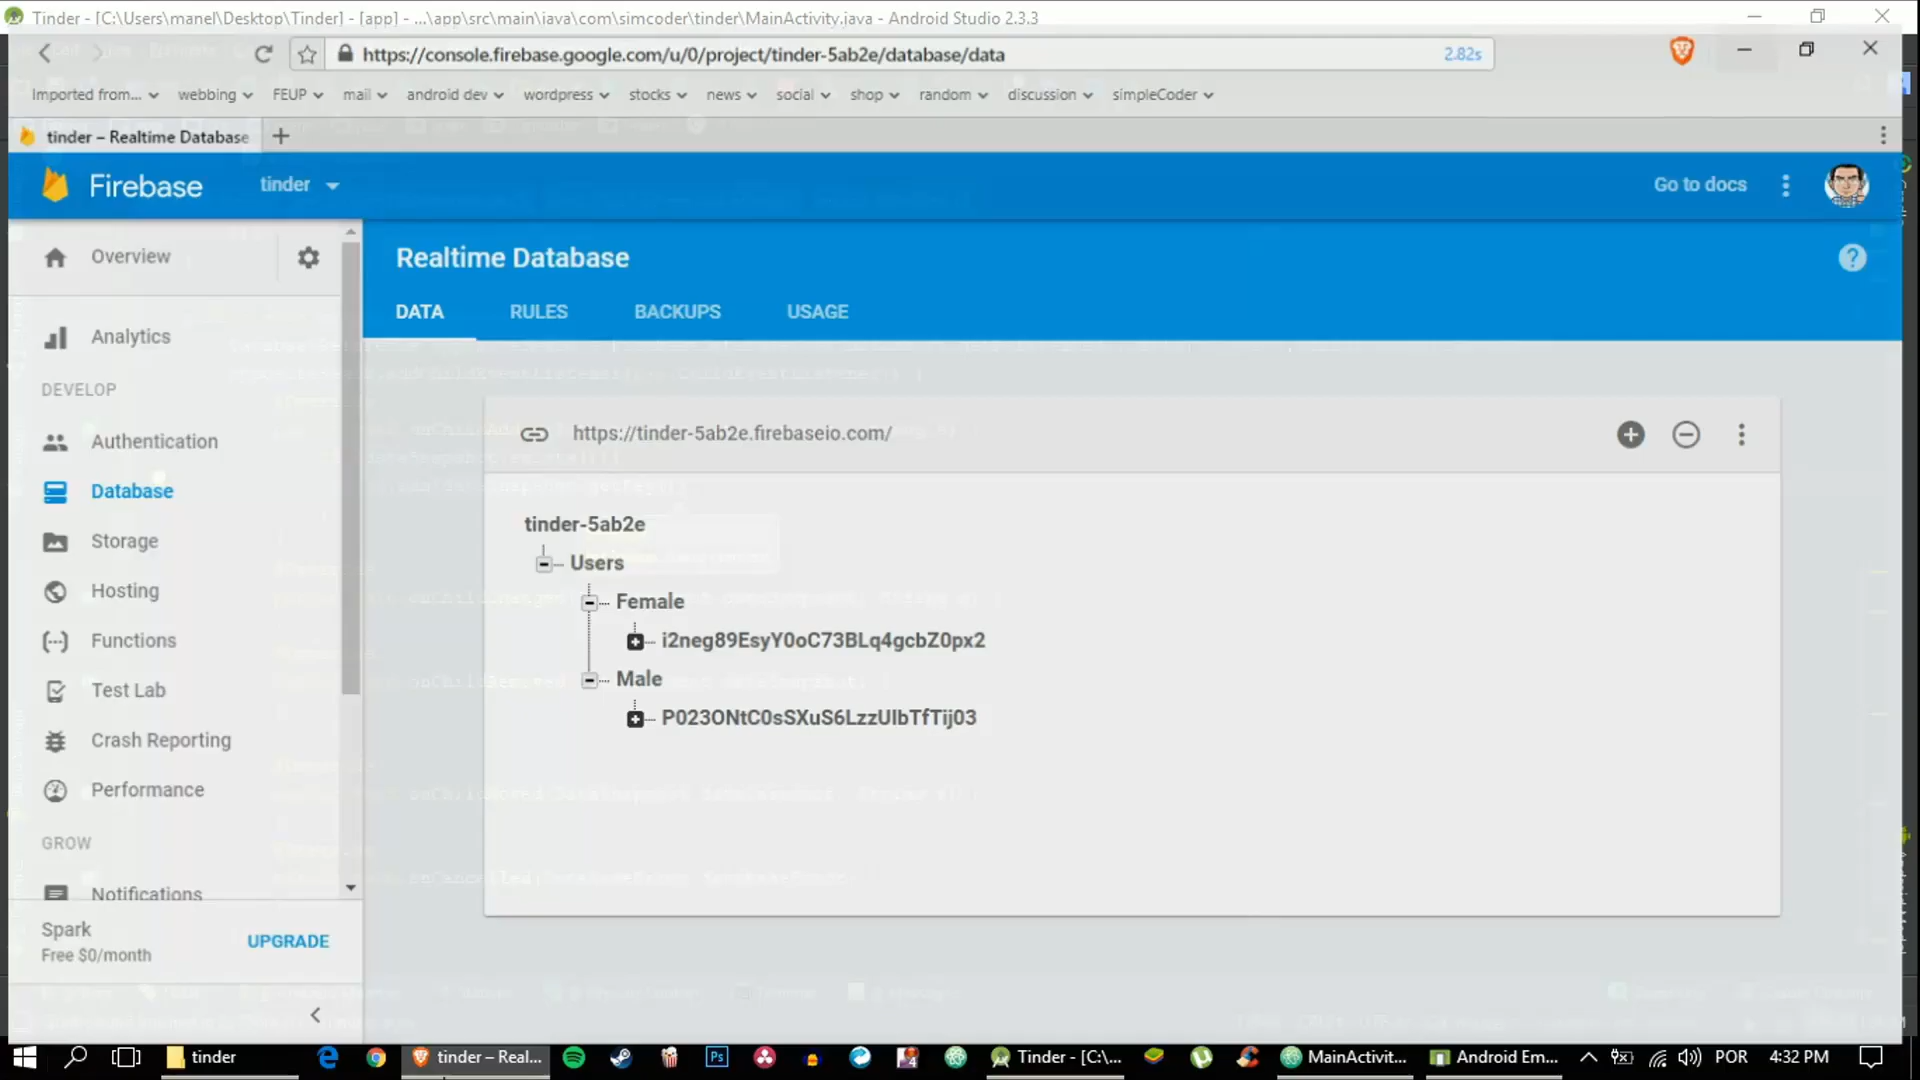 Tinder - [C:\Users\manel\Desktop\Tinder] - [app] - ...\app\src\main\java\com\simcoder\tinder\MainActivity.java - Android Studio 2.3.3
https://console.firebase.google.com/u/0/project/tinder-5ab2e/database/data
2.82s
Imported from... webbing FEUP mail android dev wordpress stocks news social shop random discussion simpleCoder
tinder – Realtime Database
Firebase
tinder
Go to docs
Overview
Realtime Database
DATA RULES BACKUPS USAGE
Analytics
DEVELOP
Authentication
Database
Storage
Hosting
Functions
Test Lab
Crash Reporting
Performance
GROW
Notifications
Spark
Free $0/month
UPGRADE
https://tinder-5ab2e.firebaseio.com/
tinder-5ab2e
Users
Female
i2neg89EsyY0oC73BLq4gcbZ0px2
Male
P023ONtC0sSXuS6LzzUIbTfTij03
tinder
tinder – Real...
Tinder - [C:\...
MainActivit...
Android Em...
POR
4:32 PM